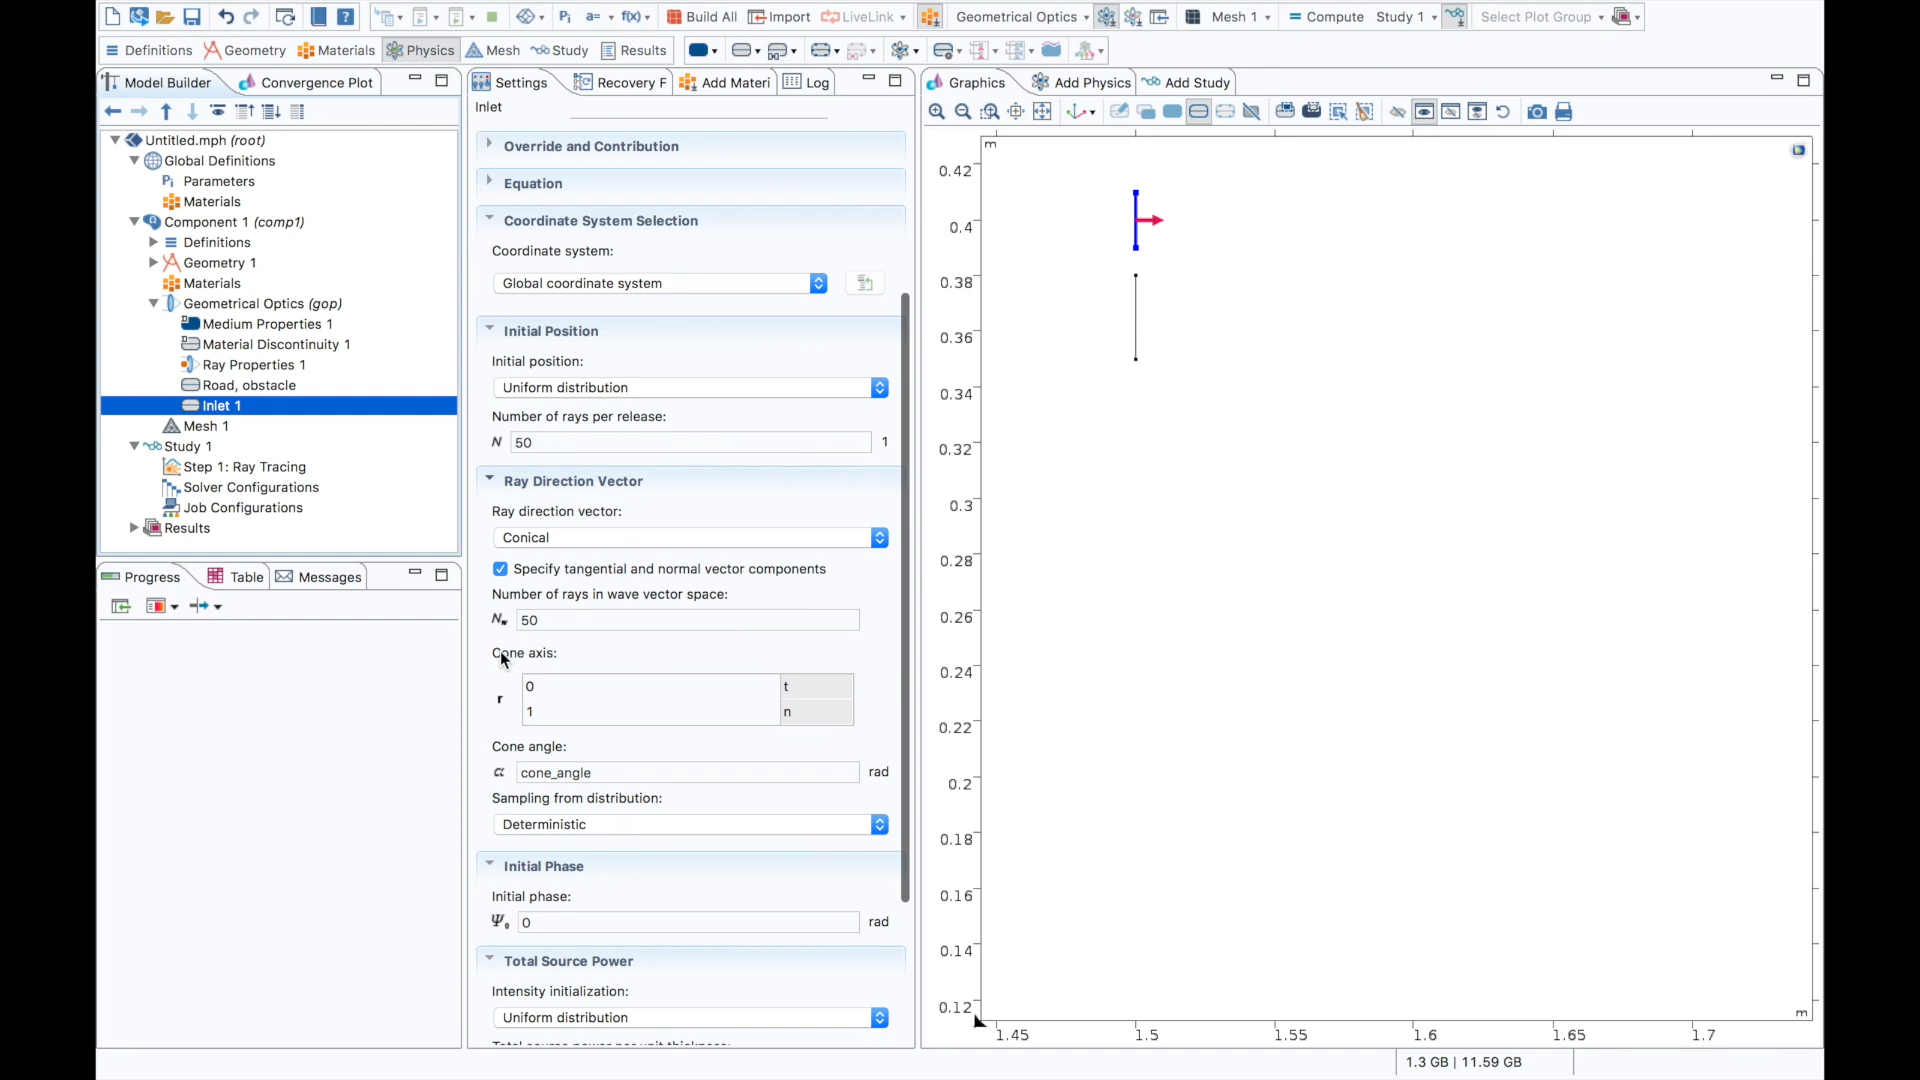 Pi
a=
f(x)
Build All
Import
LiveLink
Geometrical Optics
Mesh 1
= Compute
Study 1
Select Plot Group
Definitions
Geometry
Materials
Physics
Mesh
Study
Results
Model Builder
Convergence Plot
Settings
Recovery F
Add Materi
Log
Graphics
Add Physics
Add Study
Untitled.mph (root)
Global Definitions
Pi Parameters
Materials
Component 1 (comp1)
Definitions
Geometry 1
Materials
Geometrical Optics (gop)
Medium Properties 1
Material Discontinuity 1
Ray Properties 1
Road, obstacle
Inlet 1
Mesh 1
Study 1
Step 1: Ray Tracing
Solver Configurations
Job Configurations
Results
Progress
Table
Messages
Inlet
Override and Contribution
Equation
Coordinate System Selection
Coordinate system:
Global coordinate system
Initial Position
Initial position:
Uniform distribution
Number of rays per release:
N 50 1
Ray Direction Vector
Ray direction vector:
Conical
Specify tangential and normal vector components
Number of rays in wave vector space:
Nw 50
Cone axis:
0 t
r
1 n
Cone angle:
α cone_angle rad
Sampling from distribution:
Deterministic
Initial Phase
Initial phase:
Ψ0 0 rad
Total Source Power
Intensity initialization:
Uniform distribution
Total source power per unit thickness:
m
0.42
0.4
0.38
0.36
0.34
0.32
0.3
0.28
0.26
0.24
0.22
0.2
0.18
0.16
0.14
0.12
m
1.45
1.5
1.55
1.6
1.65
1.7
1.3 GB | 11.59 GB